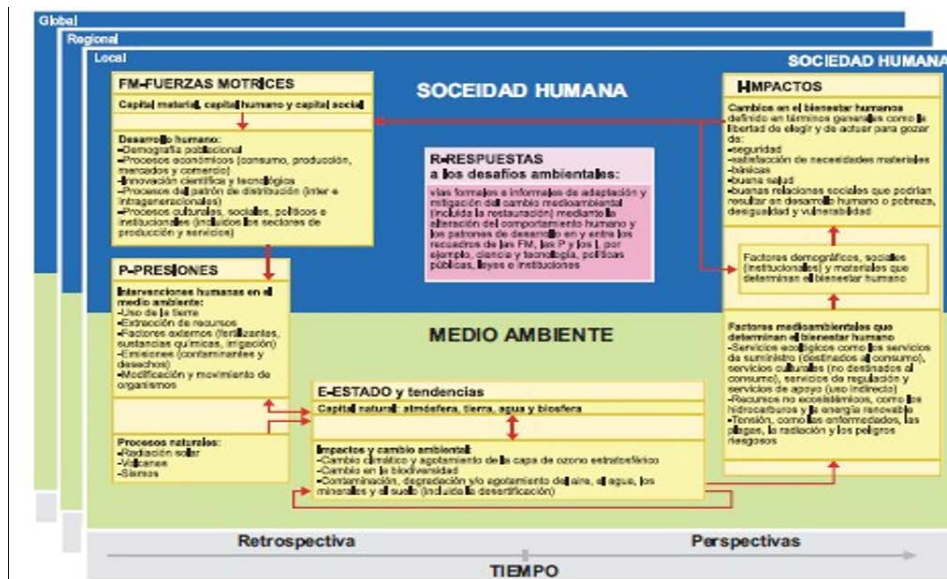 Global
Regional
Local
SOCIEDAD HUMANA
SOCEIDAD HUMANA
FM-FUERZAS MOTRICES
Capital material, capital humano y capital social
Desarrollo humano:
-Demografía poblacional
-Procesos económicos (consumo, producción,
mercados y comercio)
-Innovación científica y tecnológica
-Procesos del patrón de distribución (inter e
intrageneracionales)
-Procesos culturales, sociales, políticos e
institucionales (incluidos los sectores de
producción y servicios)
P-PRESIONES
Intervenciones humanas en el
medio ambiente:
-Uso de la tierra
-Extracción de recursos
-Factores externos (fertilizantes,
sustancias químicas, irrigación)
-Emisiones (contaminantes y
desechos)
-Modificación y movimiento de
organismos
Procesos naturales:
-Radiación solar
-Volcanes
-Sismos
R-RESPUESTAS
a los desafíos ambientales:
vías formales e informales de adaptación y
mitigación del cambio medioambiental
(incluida la restauración) mediante la
alteración del comportamiento humano y
los patrones de desarrollo en y entre los
recuadros de las FM, las P y los I, por
ejemplo, ciencia y tecnología, políticas
públicas, leyes e instituciones
MEDIO AMBIENTE
E-ESTADO y tendencias
Capital natural: atmósfera, tierra, agua y biosfera
Impactos y cambio ambiental:
-Cambio climático y agotamiento de la capa de ozono estratosférico
-Cambio en la biodiversidad
-Contaminación, degradación y/o agotamiento del aire, el agua, los
minerales y el suelo (incluida la desertificación)
I-IMPACTOS
Cambios en el bienestar humanos
definido en términos generales como la
libertad de elegir y de actuar para gozar
de:
-seguridad
-satisfacción de necesidades materiales
-básicas
-buena salud
-buenas relaciones sociales que podrían
resultar en desarrollo humano o pobreza,
desigualdad y vulnerabilidad
Factores demográficos, sociales
(institucionales) y materiales que
determinan el bienestar humano
Factores medioambientales que
determinan el bienestar humano
-Servicios ecológicos como los servicios
de suministro (destinados al consumo),
servicios culturales (no destinados al
consumo), servicios de regulación y
servicios de apoyo (uso indirecto)
-Recursos no ecosistémicos, como los
hidrocarburos y la energía renovable
-Tensión, como las enfermedades, las
plagas, la radiación y los peligros
riesgosos
Retrospectiva
Perspectivas
TIEMPO